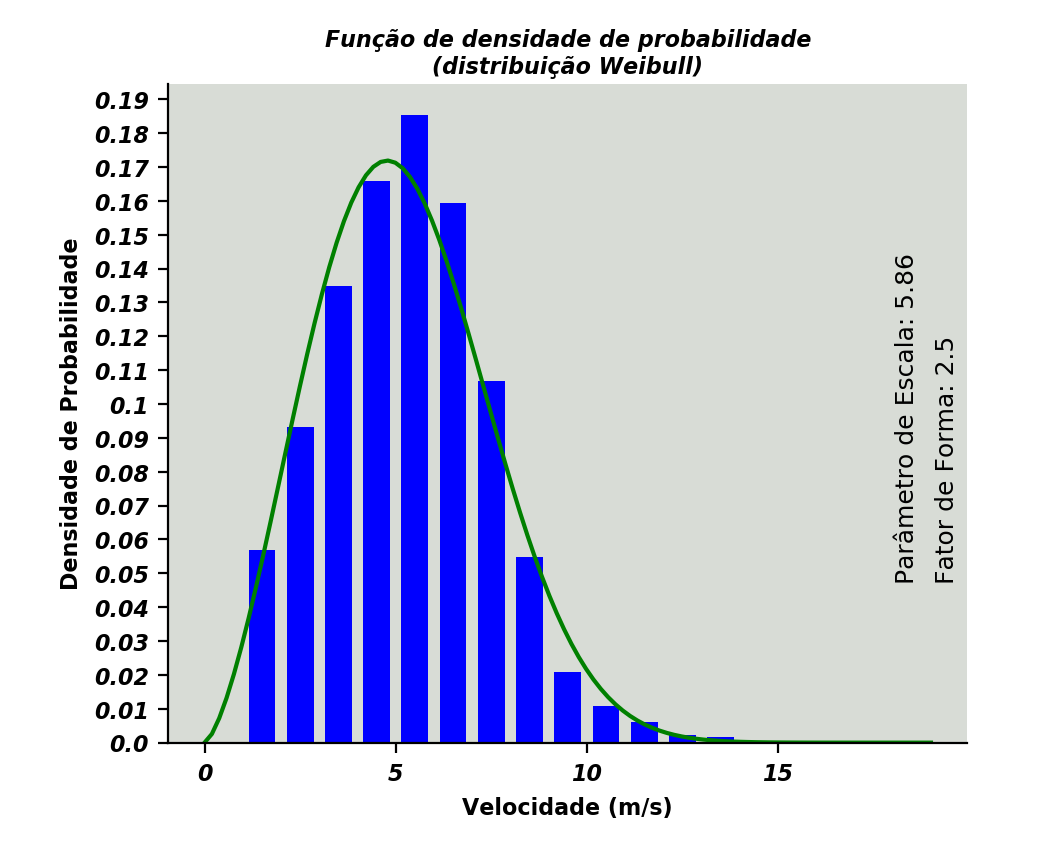 Função de densidade de probabilidade
(distribuição Weibull)
Densidade de Probabilidade
0.19
0.18
0.17
0.16
0.15
0.14
0.13
0.12
0.11
0.1
0.09
0.08
0.07
0.06
0.05
0.04
0.03
0.02
0.01
0.0
Parâmetro de Escala: 5.86
Fator de Forma: 2.5
0 5 10 15
Velocidade (m/s)